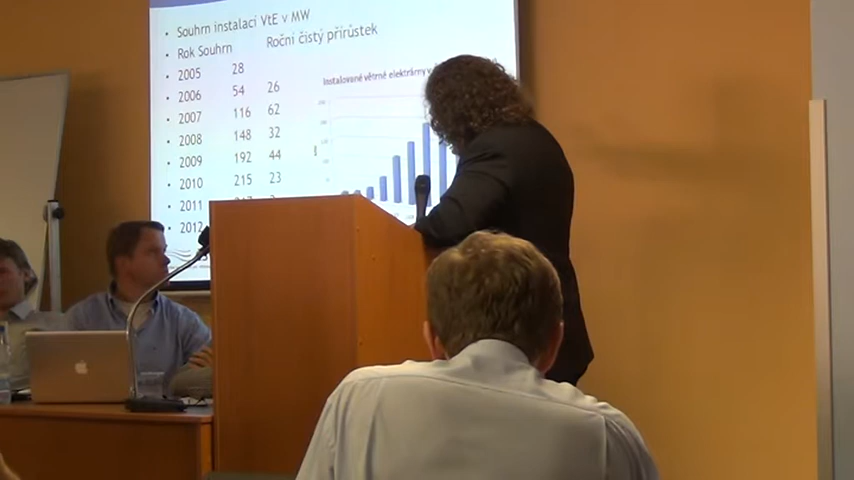 Souhrn instalací VtE v MW
Rok Souhrn Roční čistý přírůstek
2005 28
2006 54 26
2007 116 62
2008 148 32
2009 192 44
2010 215 23
2011
2012
Instalované větrné elektrárny v